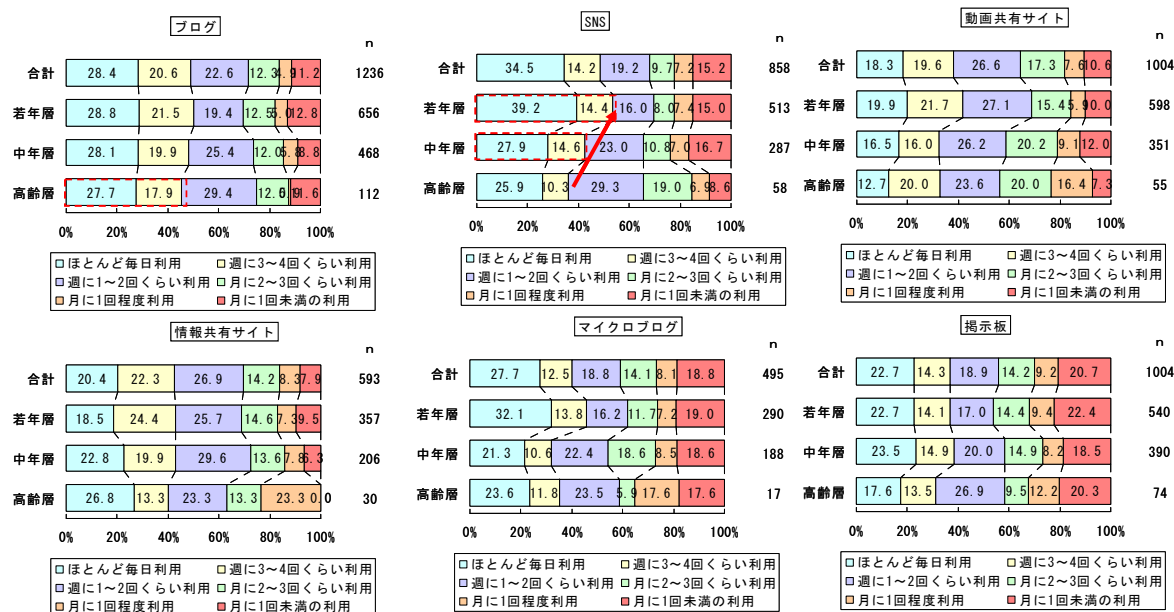 ブログ
n
合計 28.4 20.6 22.6 12.3 4.9 11.2 1236
若年層 28.8 21.5 19.4 12.5 5.0 12.8 656
中年層 28.1 19.9 25.4 12.0 5.8 8.8 468
高齢層 27.7 17.9 29.4 12.6 11.6 112
0% 20% 40% 60% 80% 100%
ほとんど毎日利用 週に3~4回くらい利用
週に1~2回くらい利用 月に2~3回くらい利用
月に1回程度利用 月に1回未満の利用
SNS
n
合計 34.5 14.2 19.2 9.7 7.2 15.2 858
若年層 39.2 14.4 16.0 8.0 7.4 15.0 513
中年層 27.9 14.6 23.0 10.8 7.0 16.7 287
高齢層 25.9 10.3 29.3 19.0 6.9 8.6 58
0% 20% 40% 60% 80% 100%
ほとんど毎日利用 週に3~4回くらい利用
週に1~2回くらい利用 月に2~3回くらい利用
月に1回程度利用 月に1回未満の利用
動画共有サイト
n
合計 18.3 19.6 26.6 17.3 7.6 10.6 1004
若年層 19.9 21.7 27.1 15.4 5.9 10.0 598
中年層 16.5 16.0 26.2 20.2 9.1 12.0 351
高齢層 12.7 20.0 23.6 20.0 16.4 7.3 55
0% 20% 40% 60% 80% 100%
ほとんど毎日利用 週に3~4回くらい利用
週に1~2回くらい利用 月に2~3回くらい利用
月に1回程度利用 月に1回未満の利用
情報共有サイト
n
合計 20.4 22.3 26.9 14.2 8.3 7.9 593
若年層 18.5 24.4 25.7 14.6 7.3 9.5 357
中年層 22.8 19.9 29.6 13.6 7.8 6.3 206
高齢層 26.8 13.3 23.3 13.3 23.3 0.0 30
0% 20% 40% 60% 80% 100%
ほとんど毎日利用 週に3~4回くらい利用
週に1~2回くらい利用 月に2~3回くらい利用
月に1回程度利用 月に1回未満の利用
マイクロブログ
n
合計 27.7 12.5 18.8 14.1 8.1 18.8 495
若年層 32.1 13.8 16.2 11.7 7.2 19.0 290
中年層 21.3 10.6 22.4 18.6 8.5 18.6 188
高齢層 23.6 11.8 23.5 5.9 17.6 17.6 17
0% 20% 40% 60% 80% 100%
ほとんど毎日利用 週に3~4回くらい利用
週に1~2回くらい利用 月に2~3回くらい利用
月に1回程度利用 月に1回未満の利用
掲示板
n
合計 22.7 14.3 18.9 14.2 9.2 20.7 1004
若年層 22.7 14.1 17.0 14.4 9.4 22.4 540
中年層 23.5 14.9 20.0 14.9 8.2 18.5 390
高齢層 17.6 13.5 26.9 9.5 12.2 20.3 74
0% 20% 40% 60% 80% 100%
ほとんど毎日利用 週に3~4回くらい利用
週に1~2回くらい利用 月に2~3回くらい利用
月に1回程度利用 月に1回未満の利用